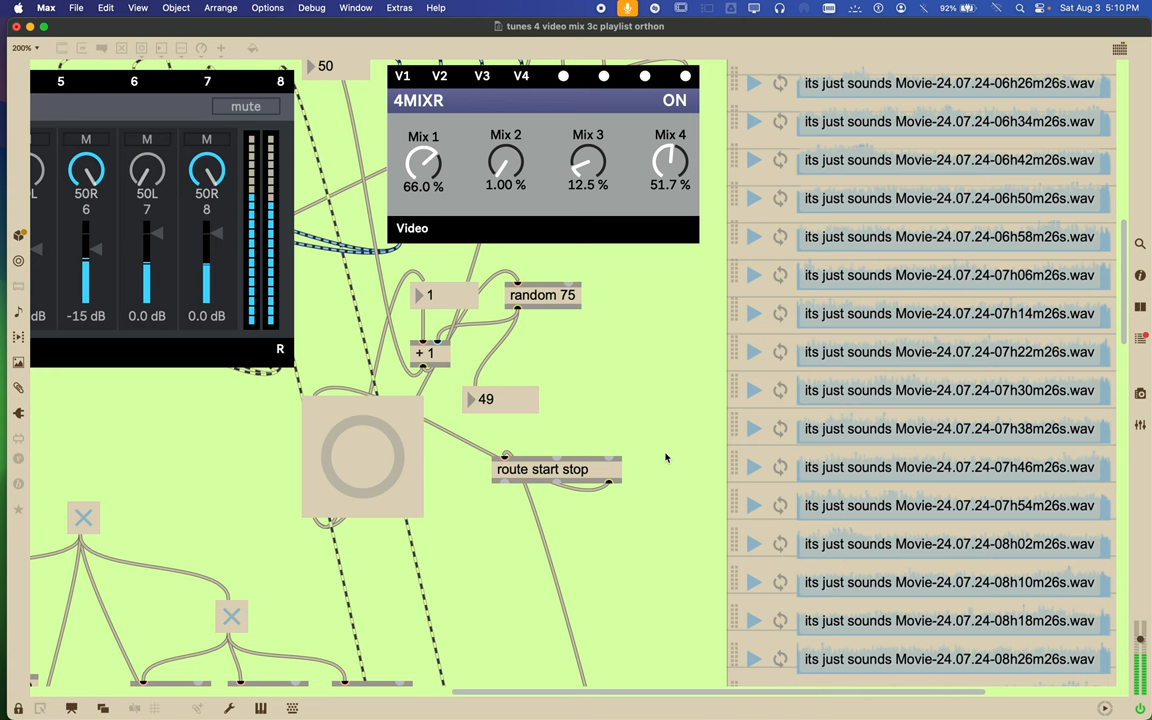 Max File Edit View Object Arrange Options Debug Window Extras Help 92% Sat Aug 3 5:10 PM
tunes 4 video mix 3c playlist orthon
200%
5 6 7 8
mute
M M M
L 50R 50L 50R
6 7 8
dB -15 dB 0.0 dB 0.0 dB
R
50
V1 V2 V3 V4
4MIXR ON
Mix 1 Mix 2 Mix 3 Mix 4
66.0 % 1.00 % 12.5 % 51.7 %
Video
1
random 75
+ 1
49
route start stop
its just sounds Movie-24.07.24-06h26m26s.wav
its just sounds Movie-24.07.24-06h34m26s.wav
its just sounds Movie-24.07.24-06h42m26s.wav
its just sounds Movie-24.07.24-06h50m26s.wav
its just sounds Movie-24.07.24-06h58m26s.wav
its just sounds Movie-24.07.24-07h06m26s.wav
its just sounds Movie-24.07.24-07h14m26s.wav
its just sounds Movie-24.07.24-07h22m26s.wav
its just sounds Movie-24.07.24-07h30m26s.wav
its just sounds Movie-24.07.24-07h38m26s.wav
its just sounds Movie-24.07.24-07h46m26s.wav
its just sounds Movie-24.07.24-07h54m26s.wav
its just sounds Movie-24.07.24-08h02m26s.wav
its just sounds Movie-24.07.24-08h10m26s.wav
its just sounds Movie-24.07.24-08h18m26s.wav
its just sounds Movie-24.07.24-08h26m26s.wav